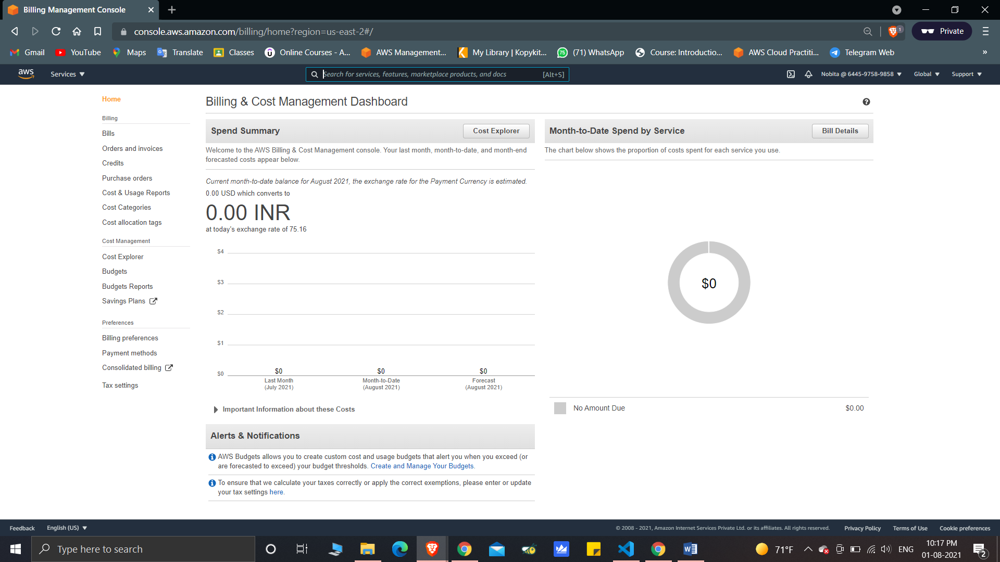 Billing Management Console
console.aws.amazon.com/billing/home?region=us-east-2#/
1
Private
Gmail
YouTube
Maps
Translate
Classes
Online Courses - A...
AWS Management...
My Library | Kopykit...
75
(71) WhatsApp
Course: Introductio...
AWS Cloud Practiti...
Telegram Web
»
aws
Services
Search for services, features, marketplace products, and docs
[Alt+S]
Nobita @ 6445-9758-9858
Global
Support
Home
Billing
Bills
Orders and invoices
Credits
Purchase orders
Cost & Usage Reports
Cost Categories
Cost allocation tags
Cost Management
Cost Explorer
Budgets
Budgets Reports
Savings Plans
Preferences
Billing preferences
Payment methods
Consolidated billing
Tax settings
Billing & Cost Management Dashboard
Spend Summary
Cost Explorer
Welcome to the AWS Billing & Cost Management console. Your last month, month-to-date, and month-end
forecasted costs appear below.
Current month-to-date balance for August 2021, the exchange rate for the Payment Currency is estimated.
0.00 USD which converts to
0.00 INR
at today's exchange rate of 75.16
$4
$3
$2
$1
$0
$0
$0
$0
Last Month
(July 2021)
Month-to-Date
(August 2021)
Forecast
(August 2021)
Important Information about these Costs
Alerts & Notifications
AWS Budgets allows you to create custom cost and usage budgets that alert you when you exceed (or
are forecasted to exceed) your budget thresholds. Create and Manage Your Budgets.
To ensure that we calculate your taxes correctly or apply the correct exemptions, please enter or update
your tax settings here.
Month-to-Date Spend by Service
Bill Details
The chart below shows the proportion of costs spent for each service you use.
$0
No Amount Due
$0.00
Feedback
English (US)
© 2008 - 2021, Amazon Internet Services Private Ltd. or its affiliates. All rights reserved.
Privacy Policy
Terms of Use
Cookie preferences
Type here to search
71°F
ENG
10:17 PM
01-08-2021
2